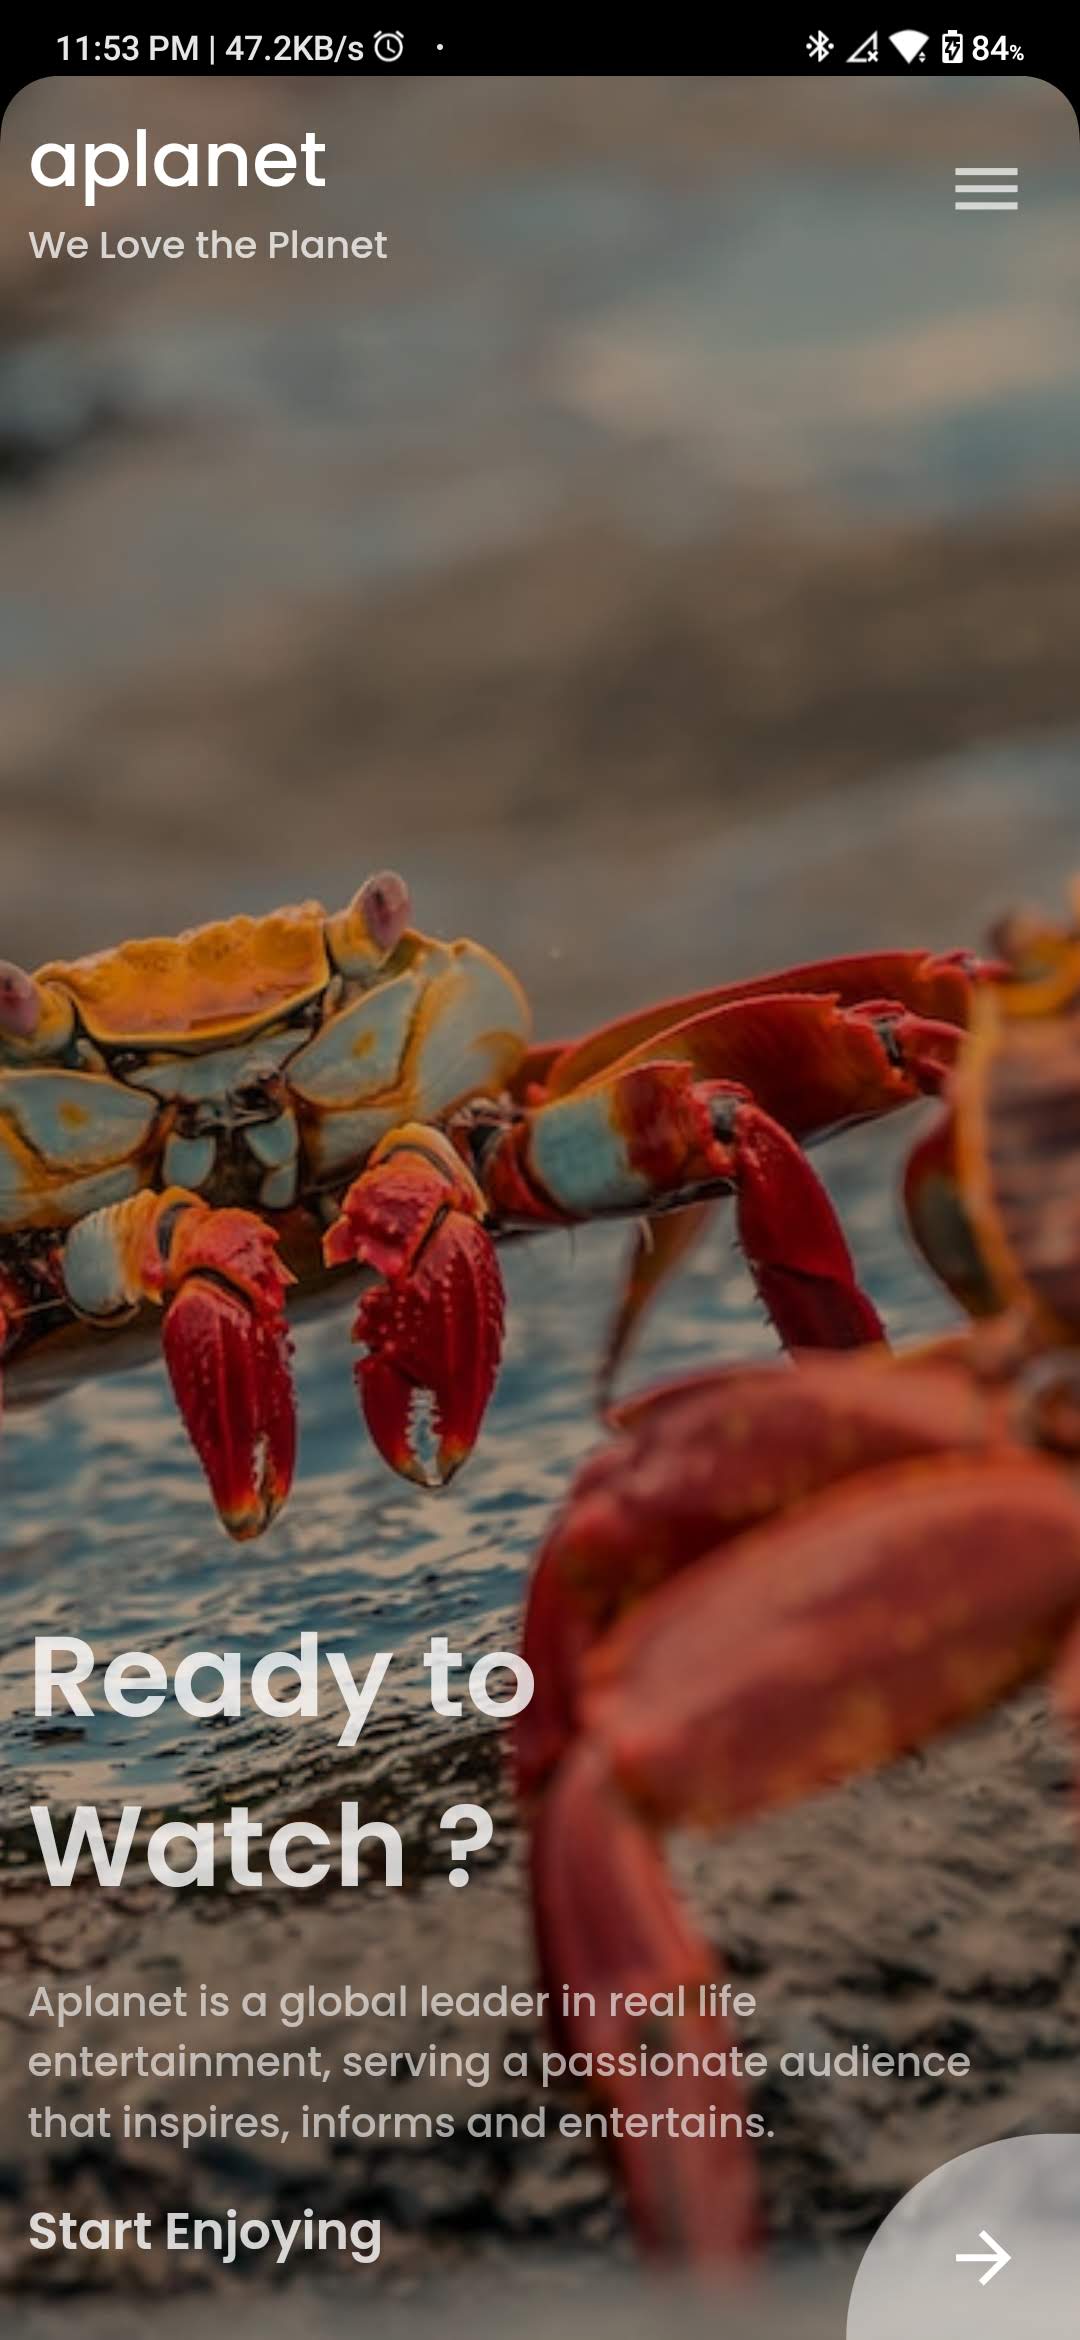 11:53 PM | 47.2KB/s
84%
aplanet
We Love the Planet
Ready to
Watch ?
Aplanet is a global leader in real life
entertainment, serving a passionate audience
that inspires, informs and entertains.
Start Enjoying